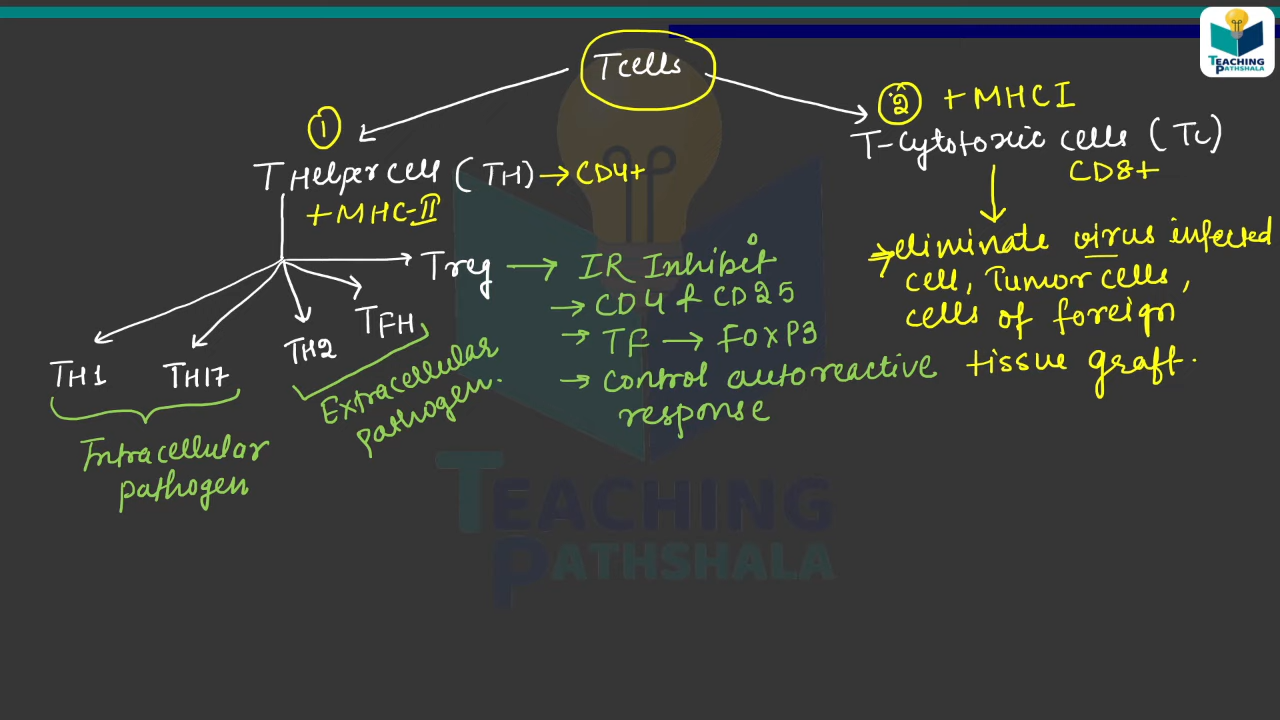 T cells
①
T Helper cell (TH) → CD4+
+ MHC-II
② + MHC I
T-Cytotoxic cells (Tc)
CD8+
→ eliminate virus infected
cell, Tumor cells,
cells of foreign
tissue graft.
Treg → IR Inhibit
→ CD4 & CD25
→ TF → FOXP3
→ Control autoreactive
response
TFH
TH2
TH17
TH1
Extracellular
pathogen.
Intracellular
pathogen
TEACHING
PATHSHALA
TEACHING
PATHSHALA